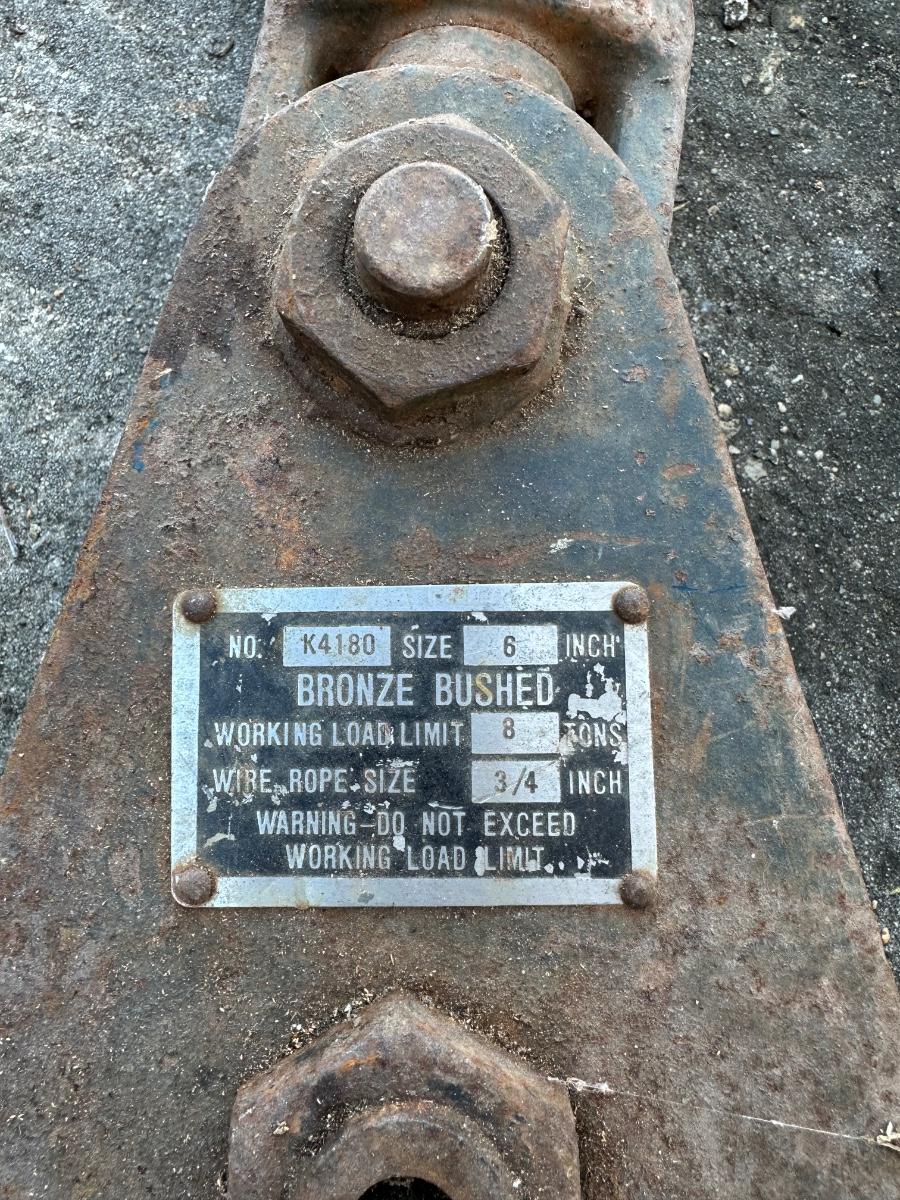 NO. K4180 SIZE 6 INCH
BRONZE BUSHED
WORKING LOAD LIMIT 8 TONS
WIRE ROPE SIZE 3/4 INCH
WARNING-DO NOT EXCEED
WORKING LOAD LIMIT